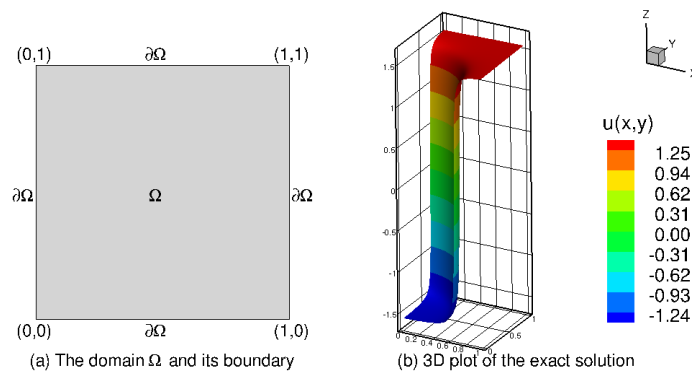 (0,1) ∂Ω (1,1)
∂Ω Ω ∂Ω
(0,0) ∂Ω (1,0)
(a) The domain Ω and its boundary
1.5
1
0.5
0
-0.5
-1
-1.5
0 0.2 0.4 0.6 0.8 1
0 0.5 1
(b) 3D plot of the exact solution
Z
Y
X
u(x,y)
1.25
0.94
0.62
0.31
0.00
-0.31
-0.62
-0.93
-1.24